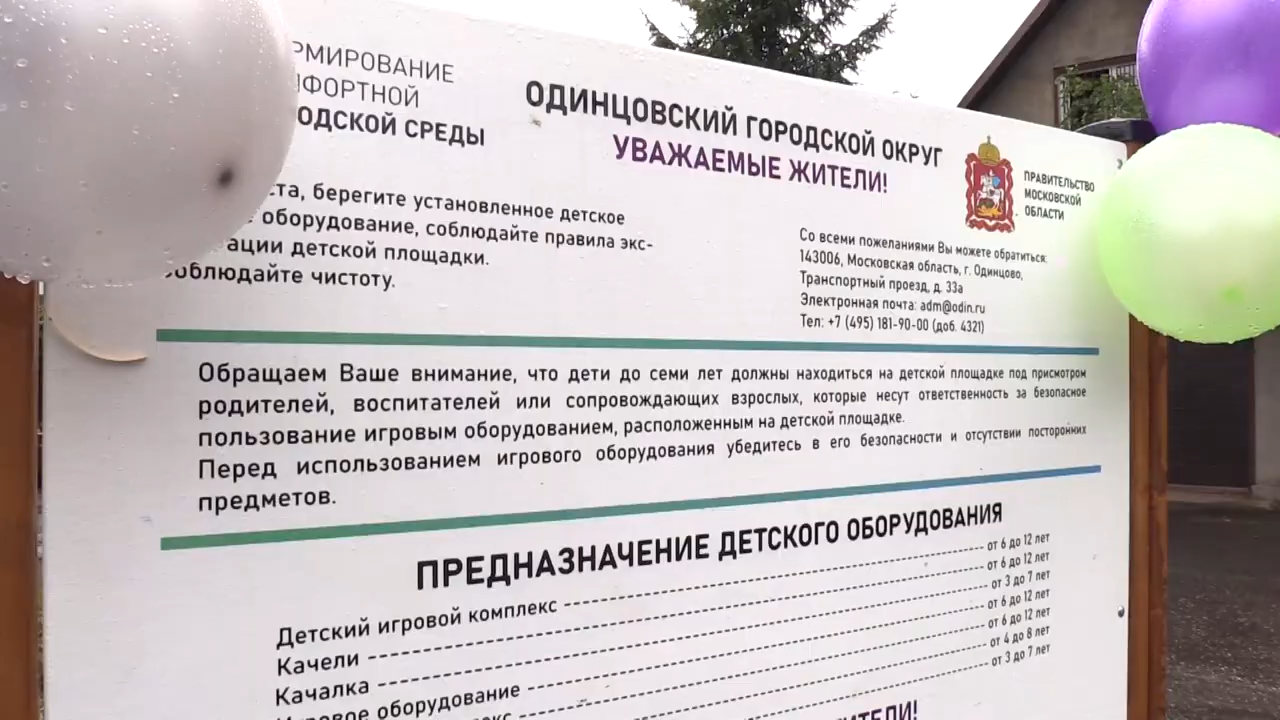 РМИРОВАНИЕ
МФОРТНОЙ
ОДСКОЙ СРЕДЫ
ОДИНЦОВСКИЙ ГОРОДСКОЙ ОКРУГ
УВАЖАЕМЫЕ ЖИТЕЛИ!
ПРАВИТЕЛЬСТВО
МОСКОВСКОЙ
ОБЛАСТИ
ста, берегите установленное детское
оборудование, соблюдайте правила экс-
ации детской площадки.
соблюдайте чистоту.
Со всеми пожеланиями Вы можете обратиться:
143006, Московская область, г. Одинцово,
Транспортный проезд, д. 33а
Электронная почта: adm@odin.ru
Тел: +7 (495) 181-90-00 (доб. 4321)
Обращаем Ваше внимание, что дети до семи лет должны находиться на детской площадке под присмотром
родителей, воспитателей или сопровождающих взрослых, которые несут ответственность за безопасное
пользование игровым оборудованием, расположенным на детской площадке.
Перед использованием игрового оборудования убедитесь в его безопасности и отсутствии посторонних
предметов.
ПРЕДНАЗНАЧЕНИЕ ДЕТСКОГО ОБОРУДОВАНИЯ
Детский игровой комплекс от 6 до 12 лет
Качели от 6 до 12 лет
Качалка от 3 до 7 лет
Игровое оборудование от 6 до 12 лет
от 6 до 12 лет
от 4 до 8 лет
от 3 до 7 лет
ИТЕЛИ!